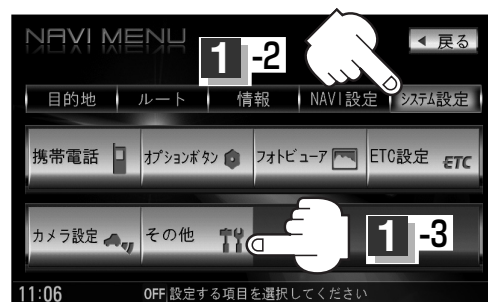 NAVI MENU
戻る
1-2
目的地 ルート 情報 NAVI設定 システム設定
携帯電話 オプションボタン フォトビューア ETC設定 ETC
カメラ設定 その他
1-3
11:06 OFF 設定する項目を選択してください